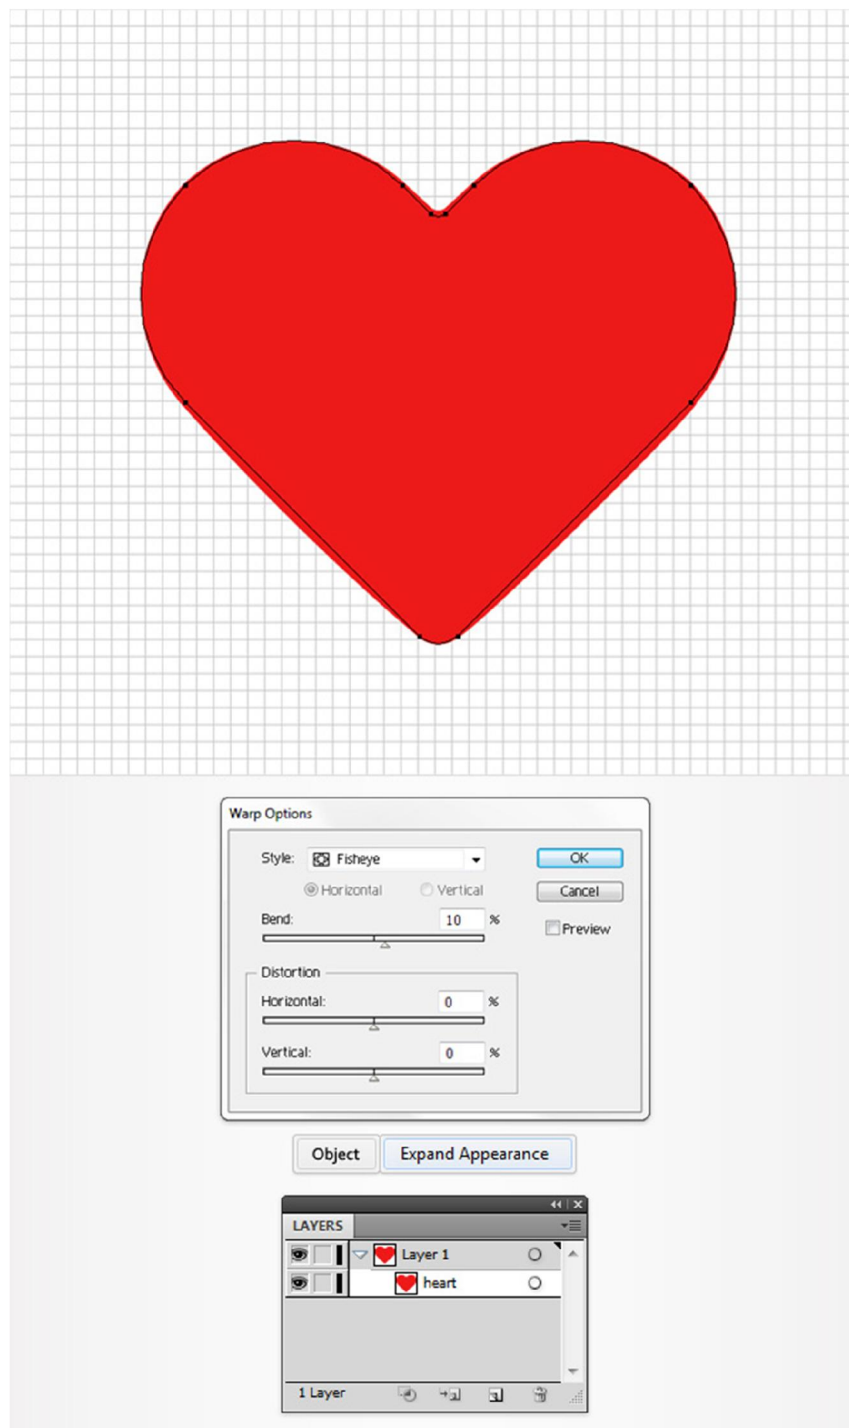 Warp Options
Style: Fisheye
Horizontal Vertical
Bend: 10 %
Distortion
Horizontal: 0 %
Vertical: 0 %
OK
Cancel
Preview
Object Expand Appearance
LAYERS
Layer 1
heart
1 Layer